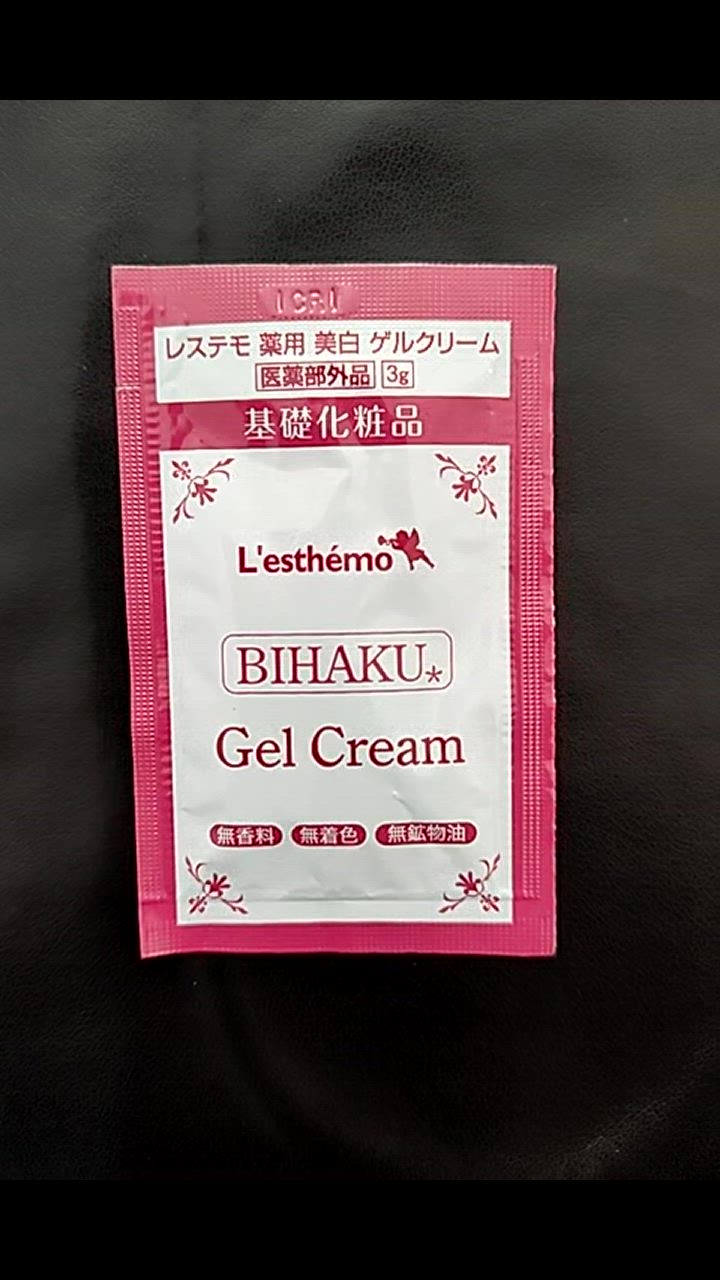 1CR1
レステモ 薬用 美白 ゲルクリーム
医薬部外品 3g
基礎化粧品
L'esthémo
BIHAKU*
Gel Cream
無香料 無着色 無鉱物油